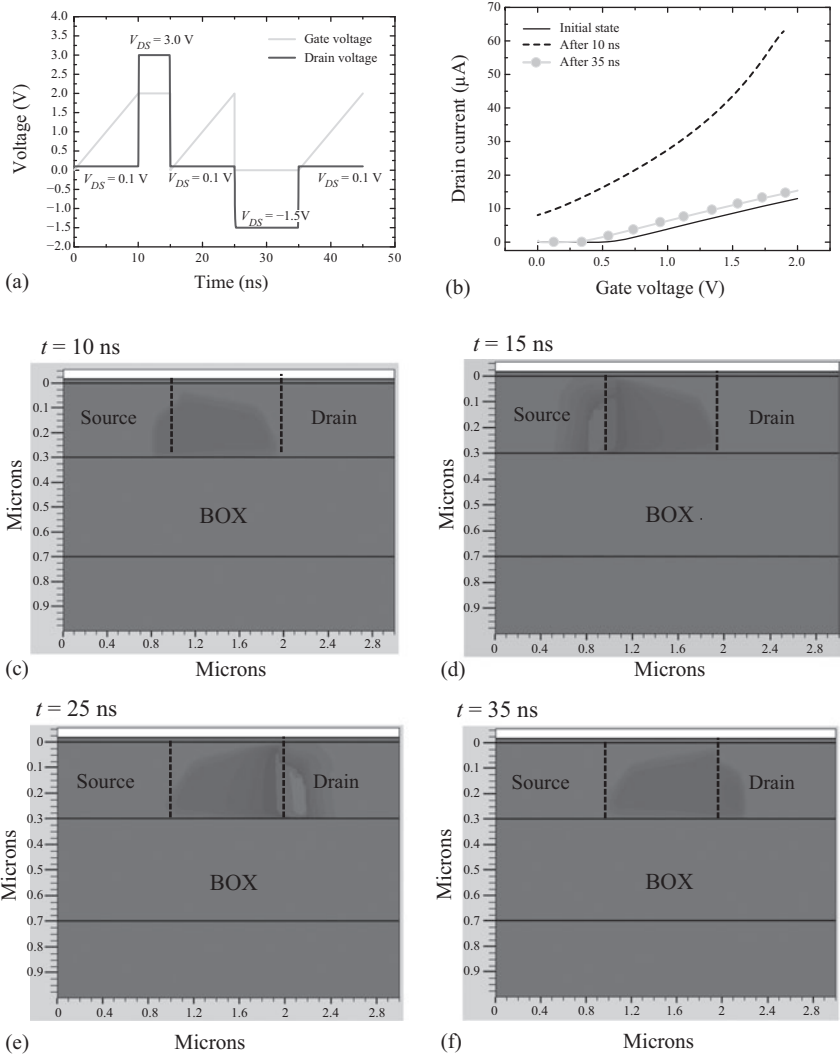 4.0
3.5
3.0
2.5
2.0
1.5
1.0
0.5
0.0
−0.5
−1.0
−1.5
−2.0
Voltage (V)
V_DS = 3.0 V
Gate voltage
Drain voltage
V_DS = 0.1 V
V_DS = 0.1 V
V_DS = −1.5V
V_DS = 0.1 V
0 10 20 30 40 50
Time (ns)
(a)
70
60
50
40
30
20
10
0
Drain current (μA)
Initial state
After 10 ns
After 35 ns
0.0 0.5 1.0 1.5 2.0
Gate voltage (V)
(b)
t = 10 ns
0
0.1
0.2
0.3
0.4
0.5
0.6
0.7
0.8
0.9
Microns
Source
Drain
BOX
0 0.4 0.8 1.2 1.6 2 2.4 2.8
Microns
(c)
t = 15 ns
0
0.1
0.2
0.3
0.4
0.5
0.6
0.7
0.8
0.9
Microns
Source
Drain
BOX
0 0.4 0.8 1.2 1.6 2 2.4 2.8
Microns
(d)
t = 25 ns
0
0.1
0.2
0.3
0.4
0.5
0.6
0.7
0.8
0.9
Microns
Source
Drain
BOX
0 0.4 0.8 1.2 1.6 2 2.4 2.8
Microns
(e)
t = 35 ns
0
0.1
0.2
0.3
0.4
0.5
0.6
0.7
0.8
0.9
Microns
Source
Drain
BOX
0 0.4 0.8 1.2 1.6 2 2.4 2.8
Microns
(f)